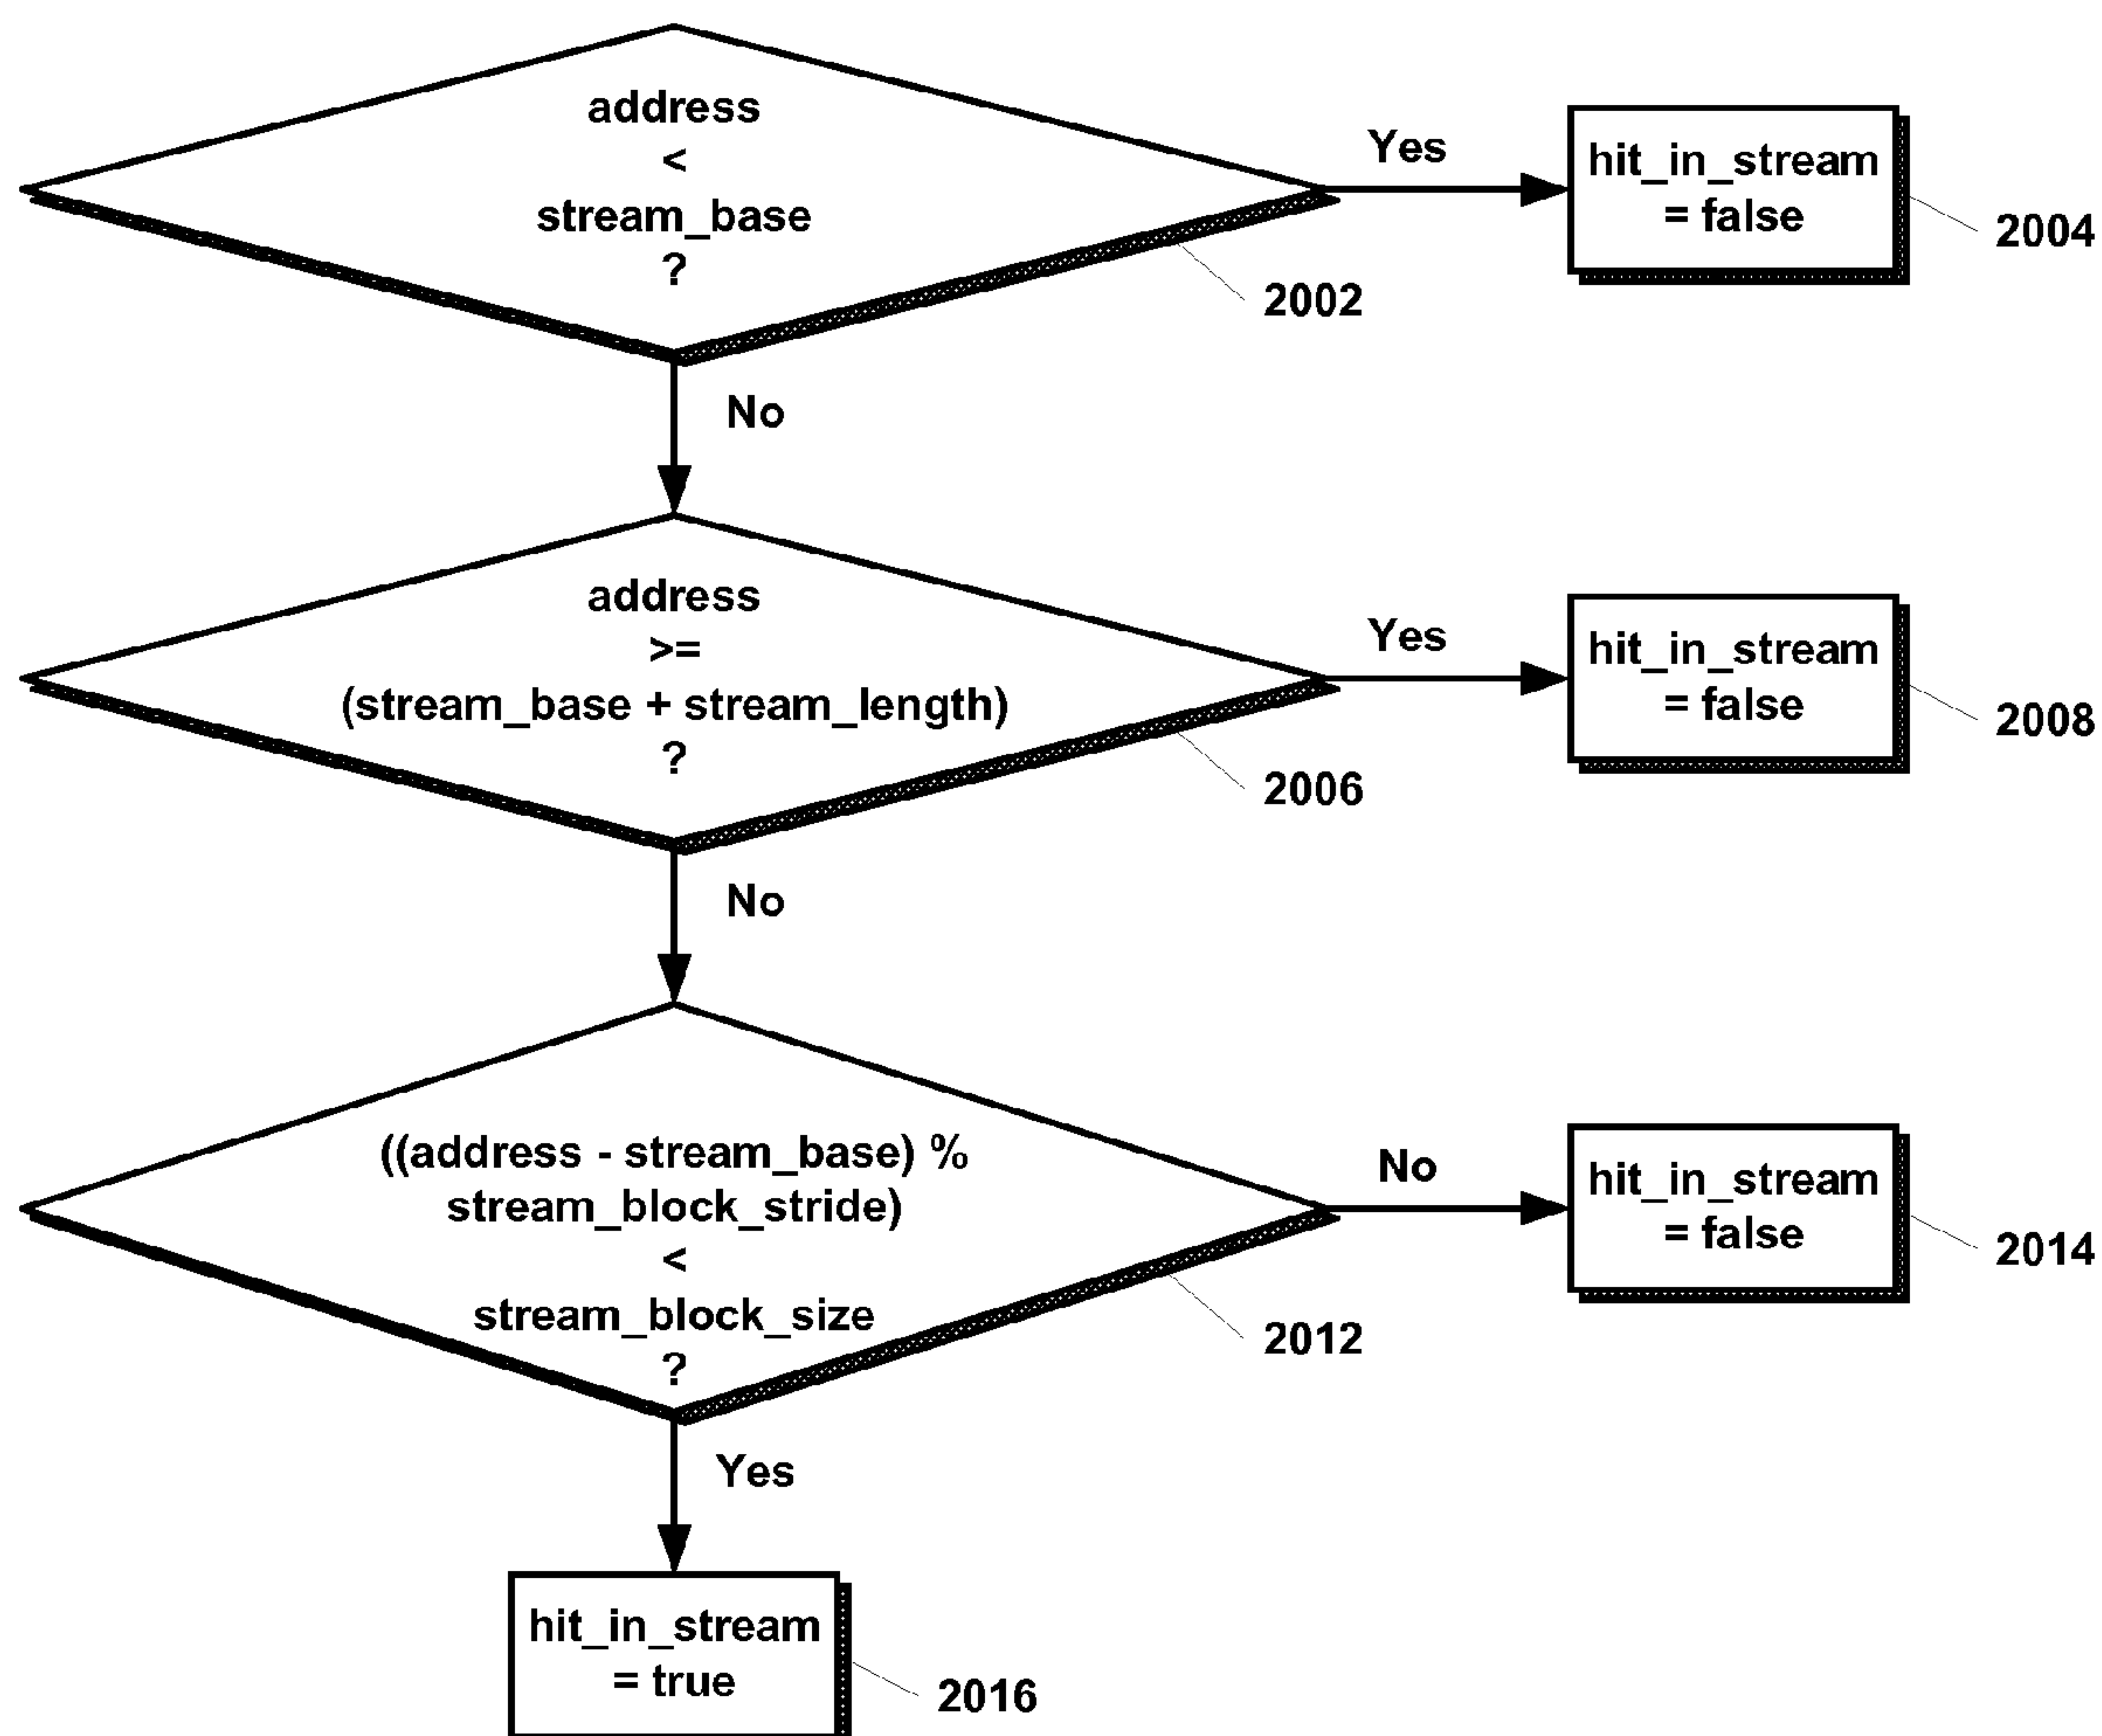 address
<
stream_base
?
Yes
hit_in_stream
= false
2004
2002
No
address
>=
(stream_base + stream_length)
?
Yes
hit_in_stream
= false
2008
2006
No
((address - stream_base) %
stream_block_stride)
<
stream_block_size
?
No
hit_in_stream
= false
2014
2012
Yes
hit_in_stream
= true
2016